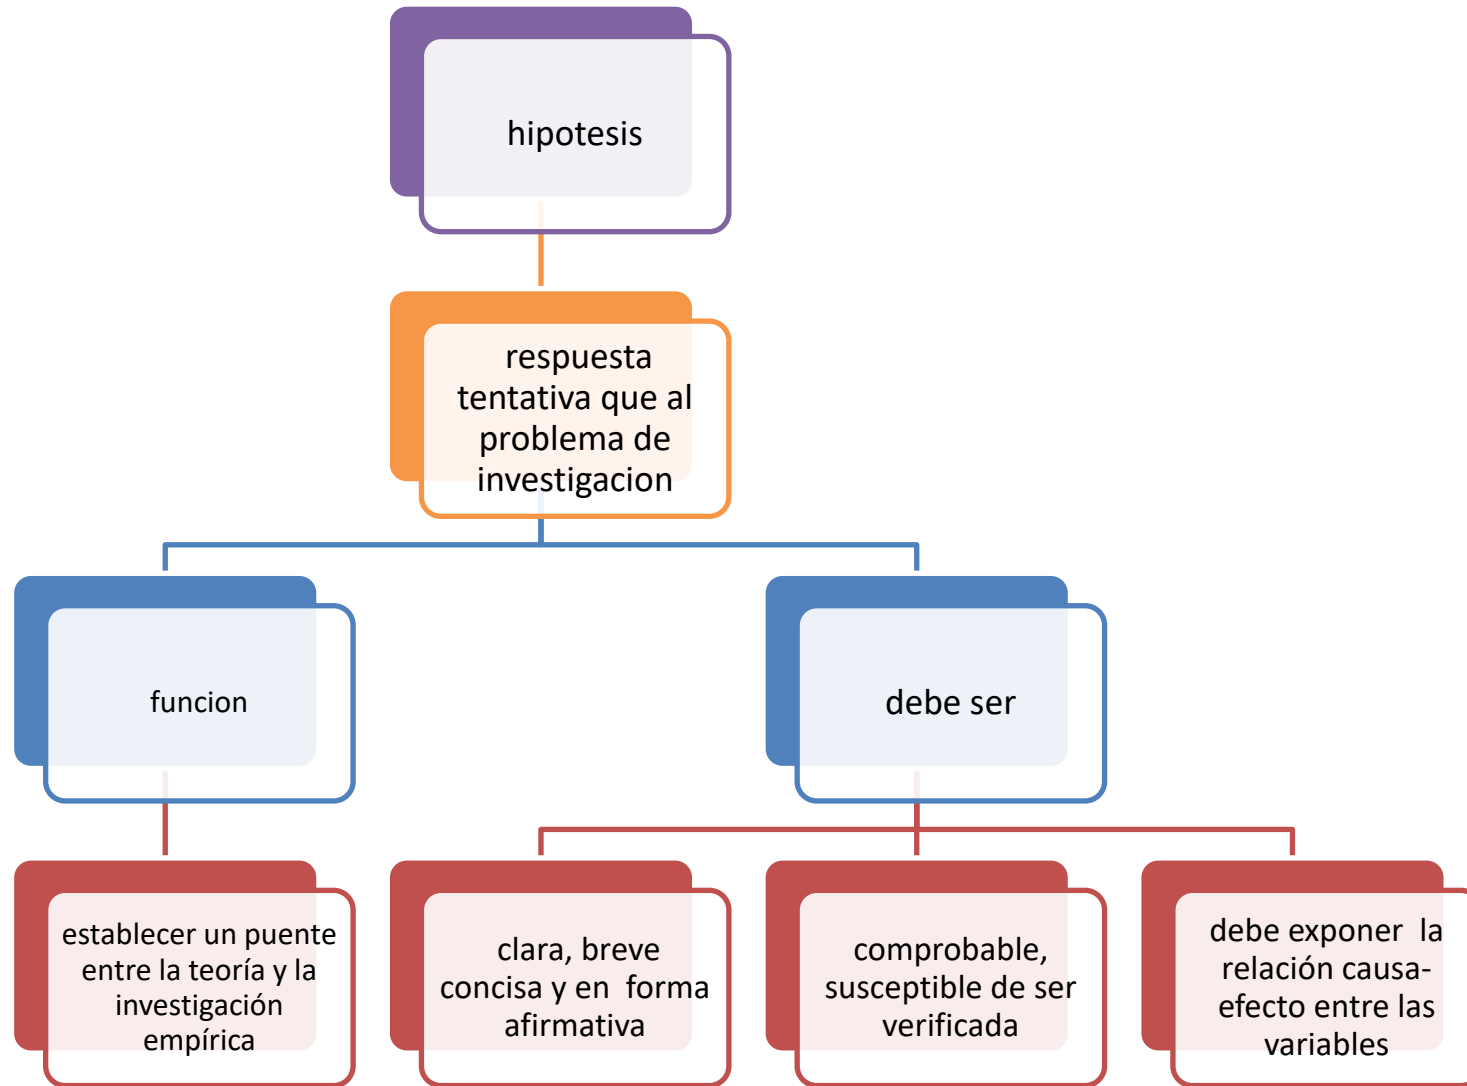 hipotesis
respuesta
tentativa que al
problema de
investigacion
funcion
debe ser
establecer un puente
entre la teoría y la
investigación
empírica
clara, breve
concisa y en forma
afirmativa
comprobable,
susceptible de ser
verificada
debe exponer la
relación causa-
efecto entre las
variables